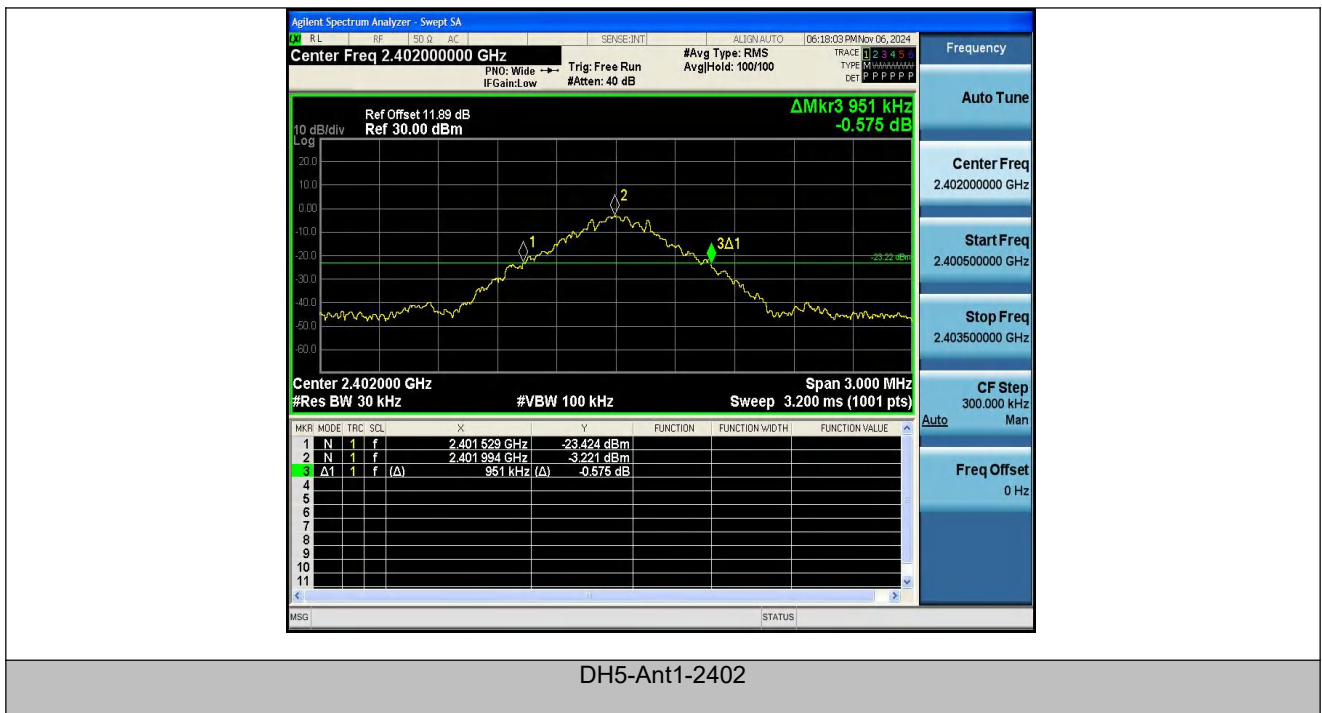 Agilent Spectrum Analyzer - Swept SA
LXI RL RF 50 Ω AC SENSE:INT ALIGNAUTO 06:18:03 PMNov 06, 2024
Center Freq 2.402000000 GHz
PNO: Wide
IFGain:Low
Trig: Free Run
#Atten: 40 dB
#Avg Type: RMS
Avg|Hold: 100/100
TRACE 1 2 3 4 5 6
TYPE M
DET P P P P P P
Ref Offset 11.89 dB
10 dB/div Ref 30.00 dBm
Log
ΔMkr3 951 kHz
-0.575 dB
20.0
10.0
0.00
-10.0
-20.0
-30.0
-40.0
-50.0
-60.0
2
1
3Δ1
-23.22 dBm
Center 2.402000 GHz Span 3.000 MHz
#Res BW 30 kHz #VBW 100 kHz Sweep 3.200 ms (1001 pts)
MKR MODE TRC SCL X Y FUNCTION FUNCTION WIDTH FUNCTION VALUE
1 N 1 f 2.401 529 GHz -23.424 dBm
2 N 1 f 2.401 994 GHz -3.221 dBm
3 Δ1 1 f (Δ) 951 kHz (Δ) -0.575 dB
4
5
6
7
8
9
10
11
MSG STATUS
Frequency
Auto Tune
Center Freq
2.402000000 GHz
Start Freq
2.400500000 GHz
Stop Freq
2.403500000 GHz
CF Step
300.000 kHz
Auto Man
Freq Offset
0 Hz
DH5-Ant1-2402